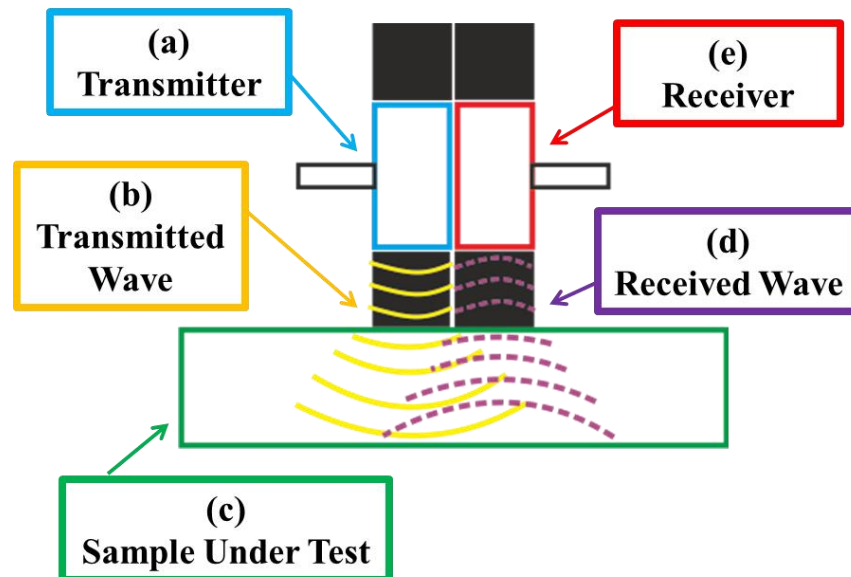 (a)
Transmitter
(e)
Receiver
(b)
Transmitted
Wave
(d)
Received Wave
(c)
Sample Under Test